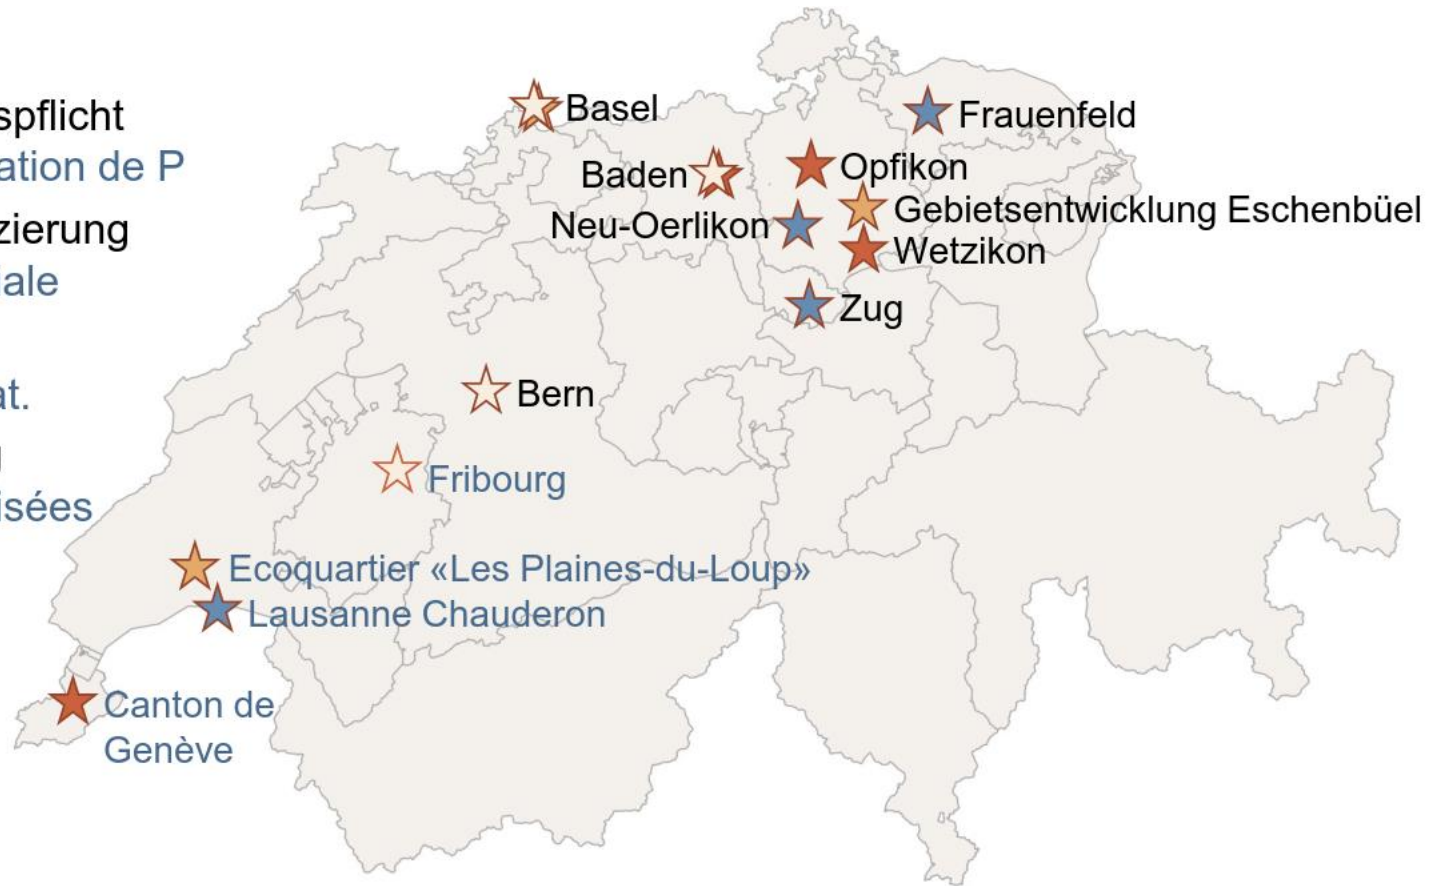 spflicht
ation de P
zierung
iale
at.
g
isées
Basel
Frauenfeld
Baden
Opfikon
Gebietsentwicklung Eschenbüel
Neu-Oerlikon
Wetzikon
Zug
Bern
Fribourg
Ecoquartier «Les Plaines-du-Loup»
Lausanne Chauderon
Canton de
Genève